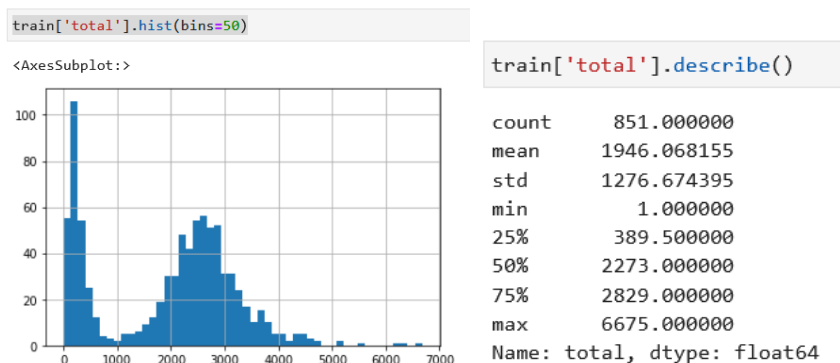 train['total'].hist(bins=50)
<AxesSubplot:>
100
80
60
40
20
0
0 1000 2000 3000 4000 5000 6000 7000
train['total'].describe()
count 851.000000
mean 1946.068155
std 1276.674395
min 1.000000
25% 389.500000
50% 2273.000000
75% 2829.000000
max 6675.000000
Name: total, dtype: float64